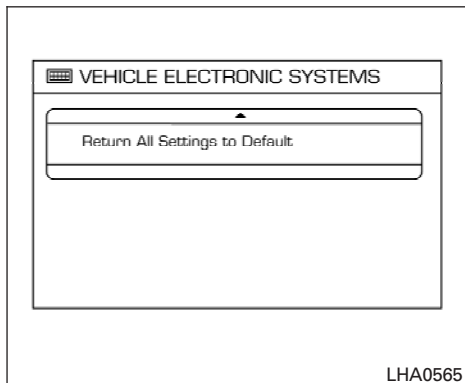 VEHICLE ELECTRONIC SYSTEMS
Return All Settings to Default
LHA0565